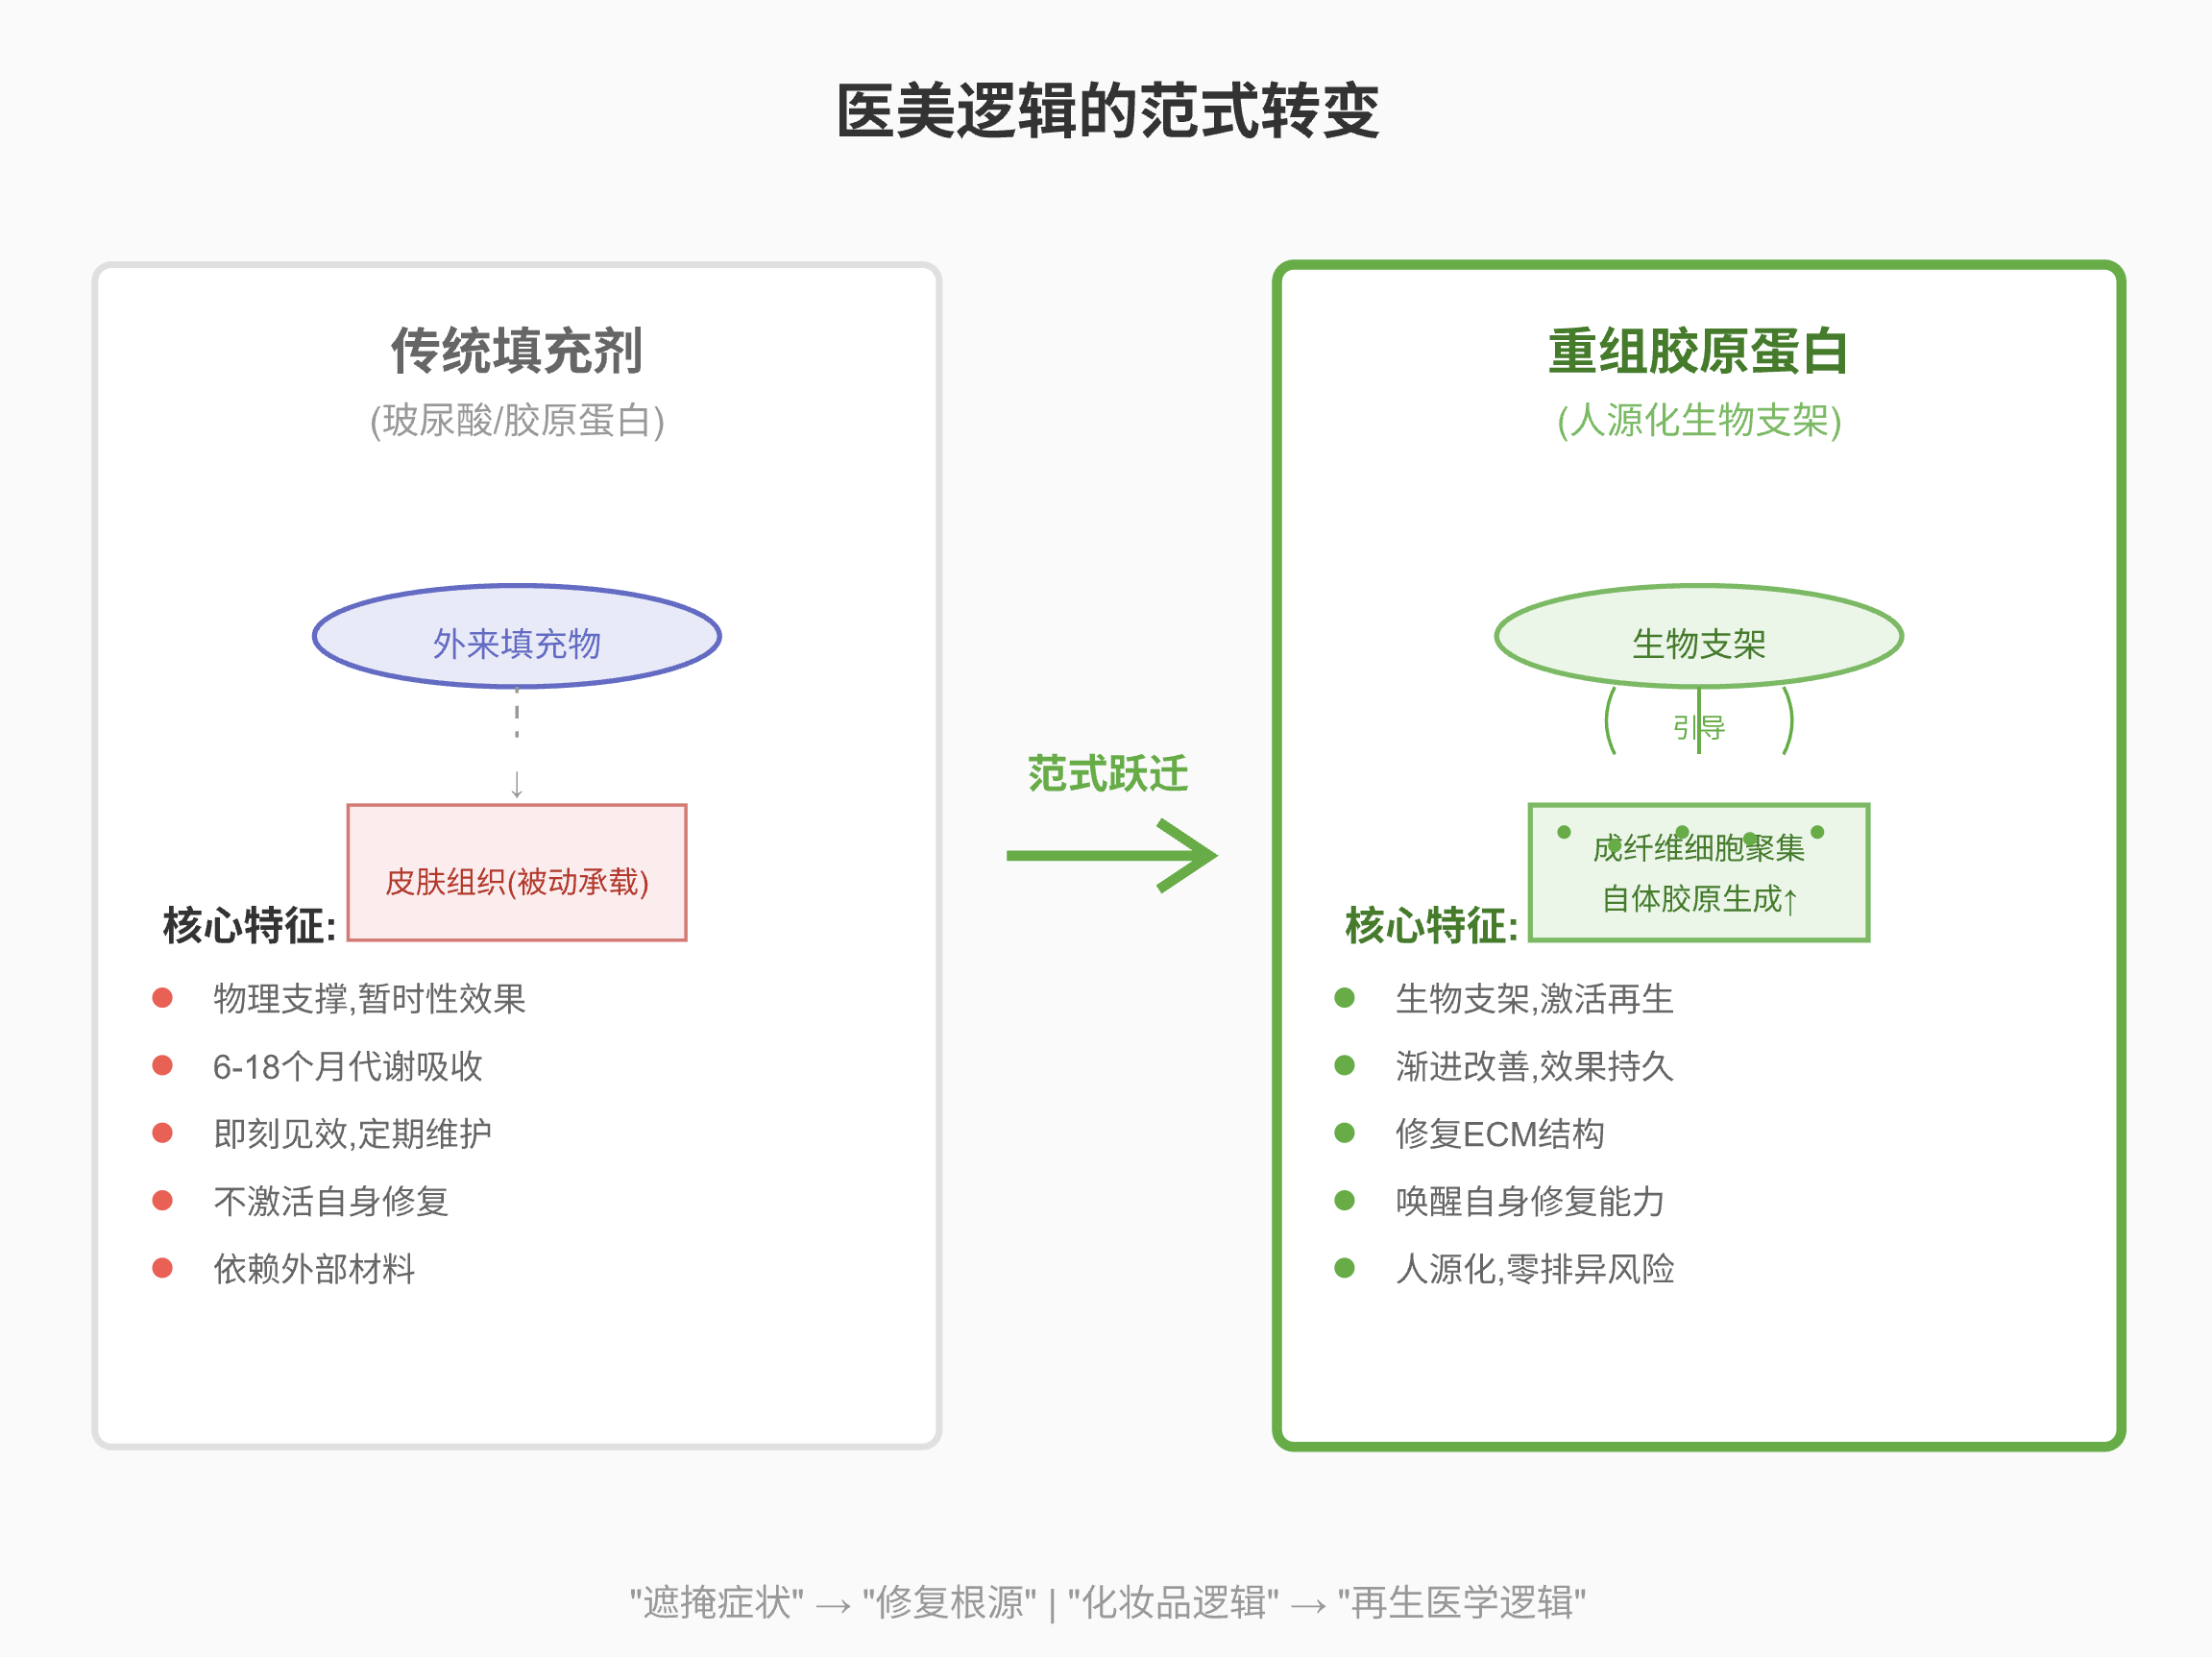 医美逻辑的范式转变
传统填充剂
(玻尿酸/胶原蛋白)
外来填充物
↓
皮肤组织(被动承载)
核心特征:
物理支撑,暂时性效果
6-18个月代谢吸收
即刻见效,定期维护
不激活自身修复
依赖外部材料
范式跃迁
重组胶原蛋白
(人源化生物支架)
生物支架
引导
成纤维细胞聚集
自体胶原生成↑
核心特征:
生物支架,激活再生
渐进改善,效果持久
修复ECM结构
唤醒自身修复能力
人源化,零排异风险
"遮掩症状" → "修复根源" | "化妆品逻辑" → "再生医学逻辑"